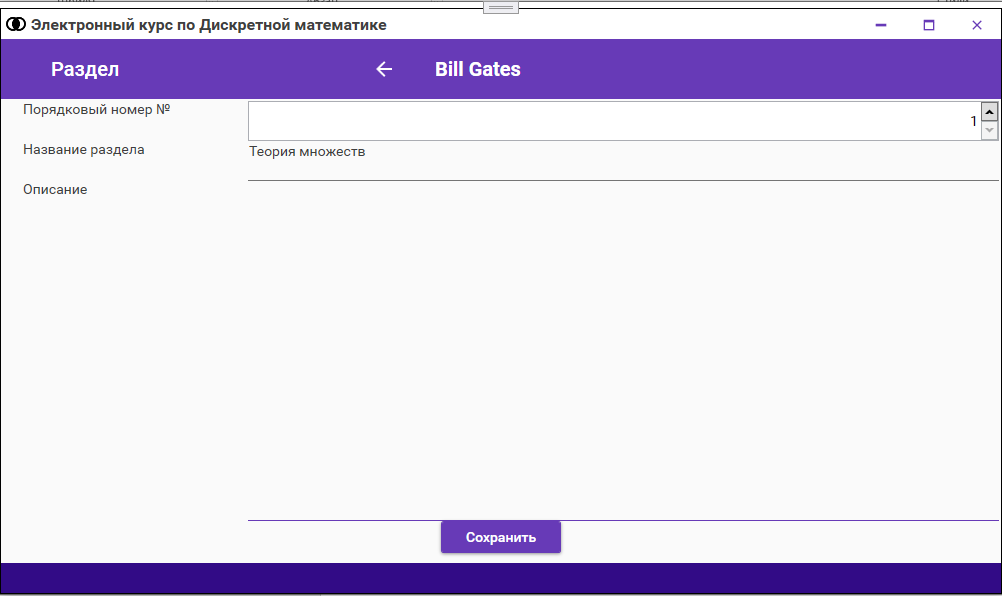 Электронный курс по Дискретной математике
Раздел
Bill Gates
Порядковый номер №
1
Название раздела
Теория множеств
Описание
Сохранить